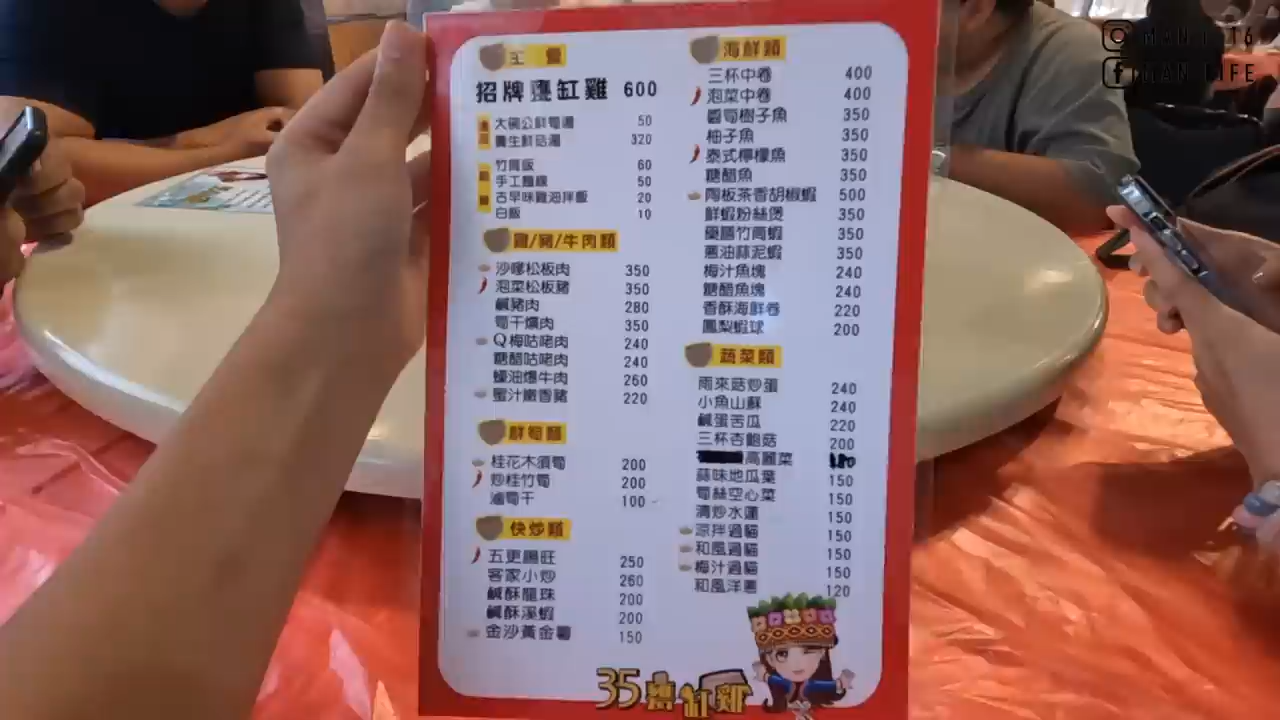 主餐
招牌甕缸雞 600
大碗公鮮筍湯 50
養生鮮菇湯 320
竹筒飯 60
手工麵線 50
古早味雞油拌飯 20
白飯 10
雞/豬/牛肉類
沙嗲松板肉 350
泡菜松板豬 350
鹹豬肉 280
筍干爌肉 350
Q梅咕咾肉 240
糖醋咕咾肉 240
蠔油爆牛肉 260
蜜汁嫩香豬 220
鮮筍類
桂花木須筍 200
炒桂竹筍 200
滷筍干 100
快炒類
五更腸旺 250
客家小炒 260
鹹酥龍珠 200
鹹酥溪蝦 200
金沙黃金薯 150
海鮮類
三杯中卷 400
泡菜中卷 400
醬筍樹子魚 350
柚子魚 350
泰式檸檬魚 350
糖醋魚 350
陶板茶香胡椒蝦 500
鮮蝦粉絲煲 350
藥膳竹筒蝦 350
蔥油蒜泥蝦 350
梅汁魚塊 240
糖醋魚塊 240
香酥海鮮卷 220
鳳梨蝦球 200
蔬菜類
雨來菇炒蛋 240
小魚山蘇 240
鹹蛋苦瓜 220
三杯杏鮑菇 200
高麗菜
蒜味地瓜葉 150
筍絲空心菜 150
清炒水蓮 150
涼拌過貓 150
和風過貓 150
梅汁過貓 150
和風洋蔥 120
35甕缸雞